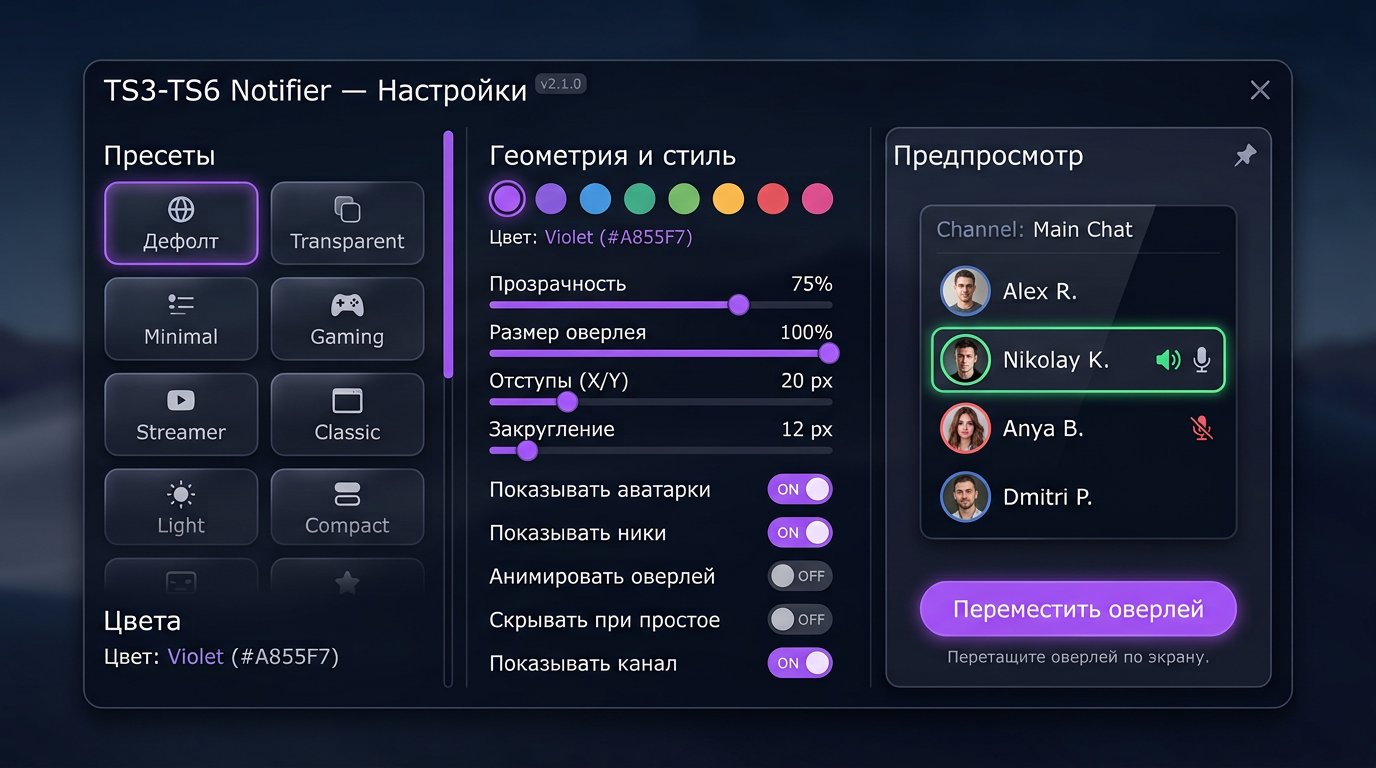 TS3-TS6 Notifier — Настройки v2.1.0
Пресеты
Дефолт
Transparent
Minimal
Gaming
Streamer
Classic
Light
Compact
Цвета
Цвет: Violet (#A855F7)
Геометрия и стиль
Цвет: Violet (#A855F7)
Прозрачность 75%
Размер оверлея 100%
Отступы (X/Y) 20 px
Закругление 12 px
Показывать аватарки ON
Показывать ники ON
Анимировать оверлей OFF
Скрывать при простое OFF
Показывать канал ON
Предпросмотр
Channel: Main Chat
Alex R.
Nikolay K.
Anya B.
Dmitri P.
Переместить оверлей
Перетащите оверлей по экрану.